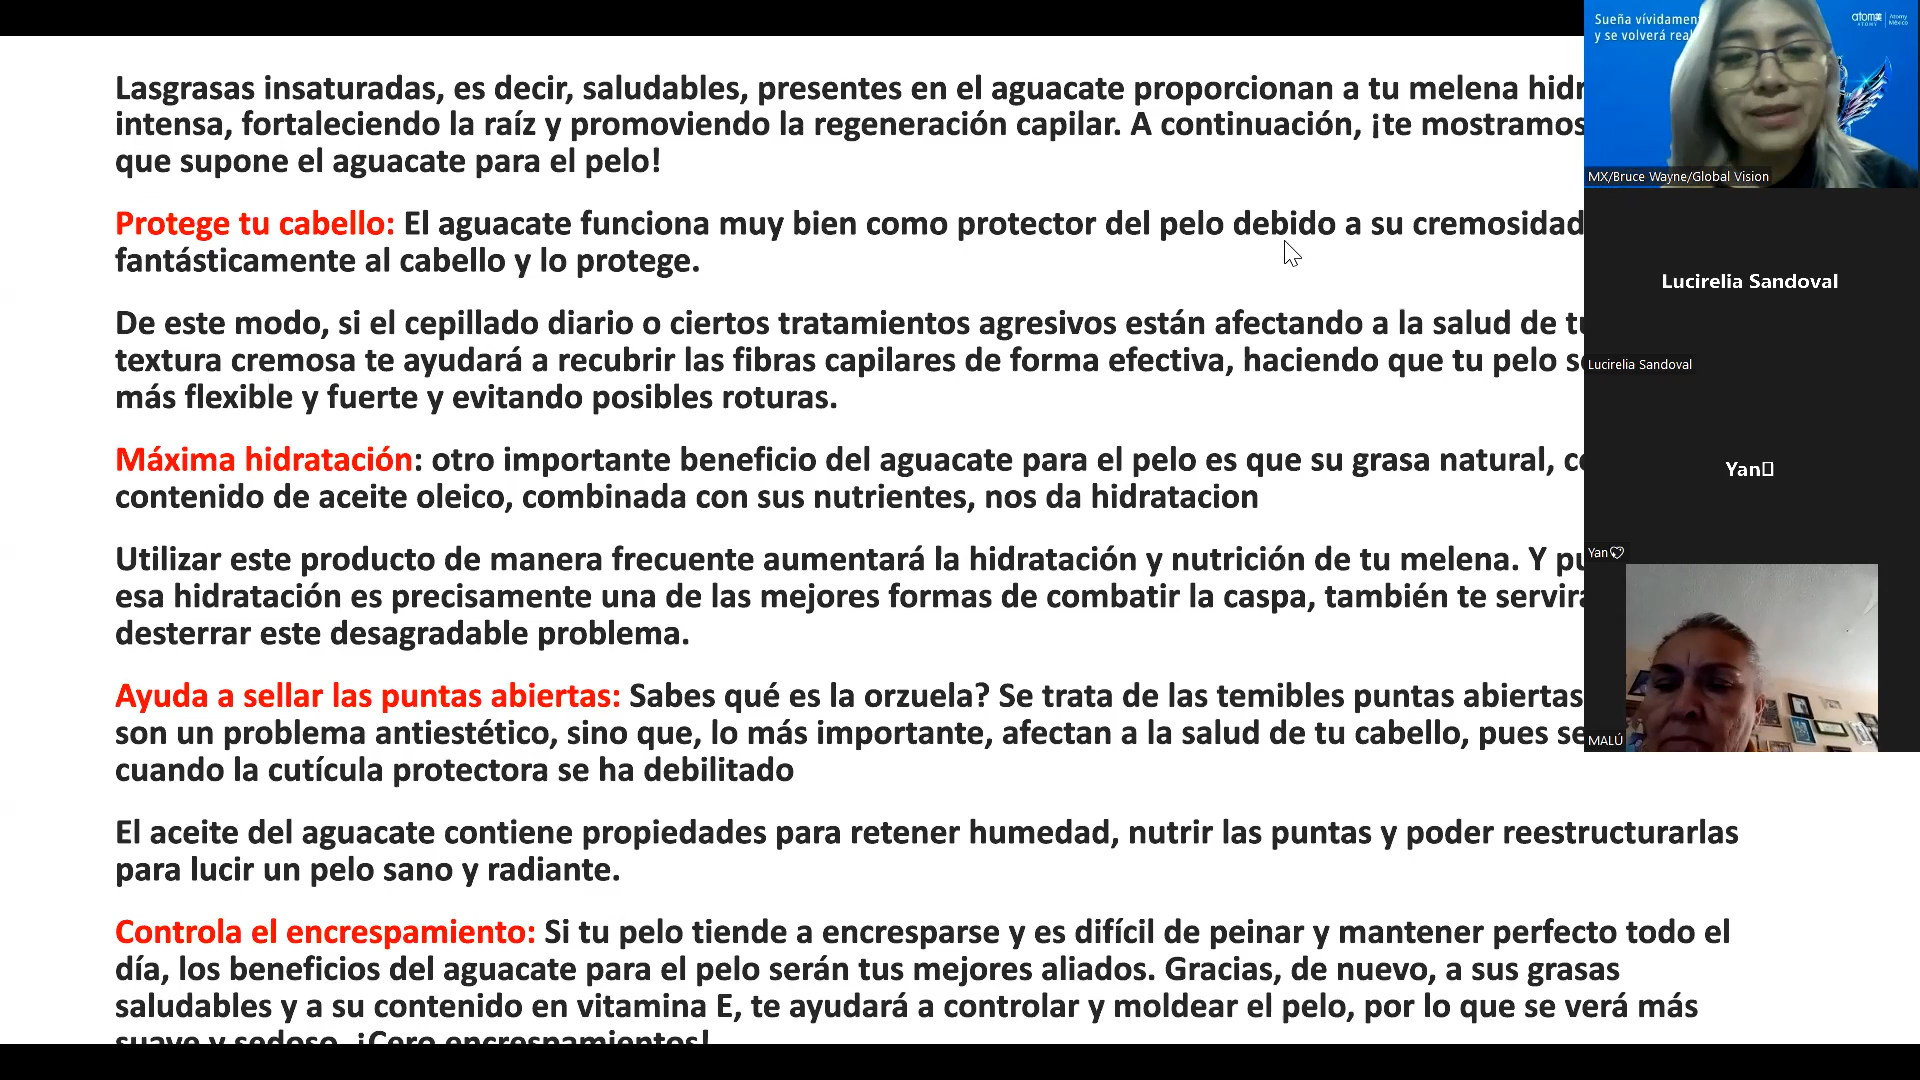 Lasgrasas insaturadas, es decir, saludables, presentes en el aguacate proporcionan a tu melena
intensa, fortaleciendo la raíz y promoviendo la regeneración capilar. A continuación, ¡te mostramos
que supone el aguacate para el pelo!
Protege tu cabello: El aguacate funciona muy bien como protector del pelo debido a su cremosidad
fantásticamente al cabello y lo protege.
De este modo, si el cepillado diario o ciertos tratamientos agresivos están afectando a la salud de
textura cremosa te ayudará a recubrir las fibras capilares de forma efectiva, haciendo que tu pelo
más flexible y fuerte y evitando posibles roturas.
Máxima hidratación: otro importante beneficio del aguacate para el pelo es que su grasa natural,
contenido de aceite oleico, combinada con sus nutrientes, nos da hidratacion
Utilizar este producto de manera frecuente aumentará la hidratación y nutrición de tu melena. Y
esa hidratación es precisamente una de las mejores formas de combatir la caspa, también te
desterrar este desagradable problema.
Ayuda a sellar las puntas abiertas: Sabes qué es la orzuela? Se trata de las temibles puntas abiertas
son un problema antiestético, sino que, lo más importante, afectan a la salud de tu cabello, pues
cuando la cutícula protectora se ha debilitado
El aceite del aguacate contiene propiedades para retener humedad, nutrir las puntas y poder reestructurarlas
para lucir un pelo sano y radiante.
Controla el encrespamiento: Si tu pelo tiende a encresparse y es difícil de peinar y mantener perfecto todo el
día, los beneficios del aguacate para el pelo serán tus mejores aliados. Gracias, de nuevo, a sus grasas
saludables y a su contenido en vitamina E, te ayudará a controlar y moldear el pelo, por lo que se verá más
suave y sedoso. ¡Cero encrespamientos!
Sueña
y se volverá
atomy
Atomy
México
MX/Bruce Wayne/Global Vision
Lucirelia Sandoval
Lucirelia Sandoval
Yan
Yan
MALÚ